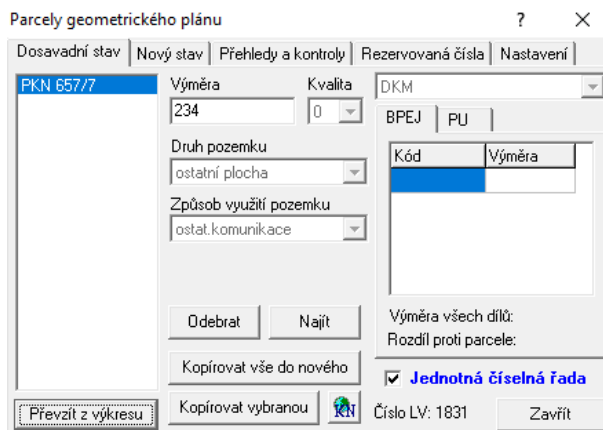 Parcely geometrického plánu
Dosavadní stav Nový stav Přehledy a kontroly Rezervovaná čísla Nastavení
PKN 657/7
Výměra Kvalita
234 0
Druh pozemku
ostatní plocha
Způsob využití pozemku
ostat.komunikace
Odebrat Najít
Kopírovat vše do nového
Převzít z výkresu
Kopírovat vybranou KN
DKM
BPEJ PU
Kód Výměra
Výměra všech dílů:
Rozdíl proti parcele:
Jednotná číselná řada
Číslo LV: 1831 Zavřít